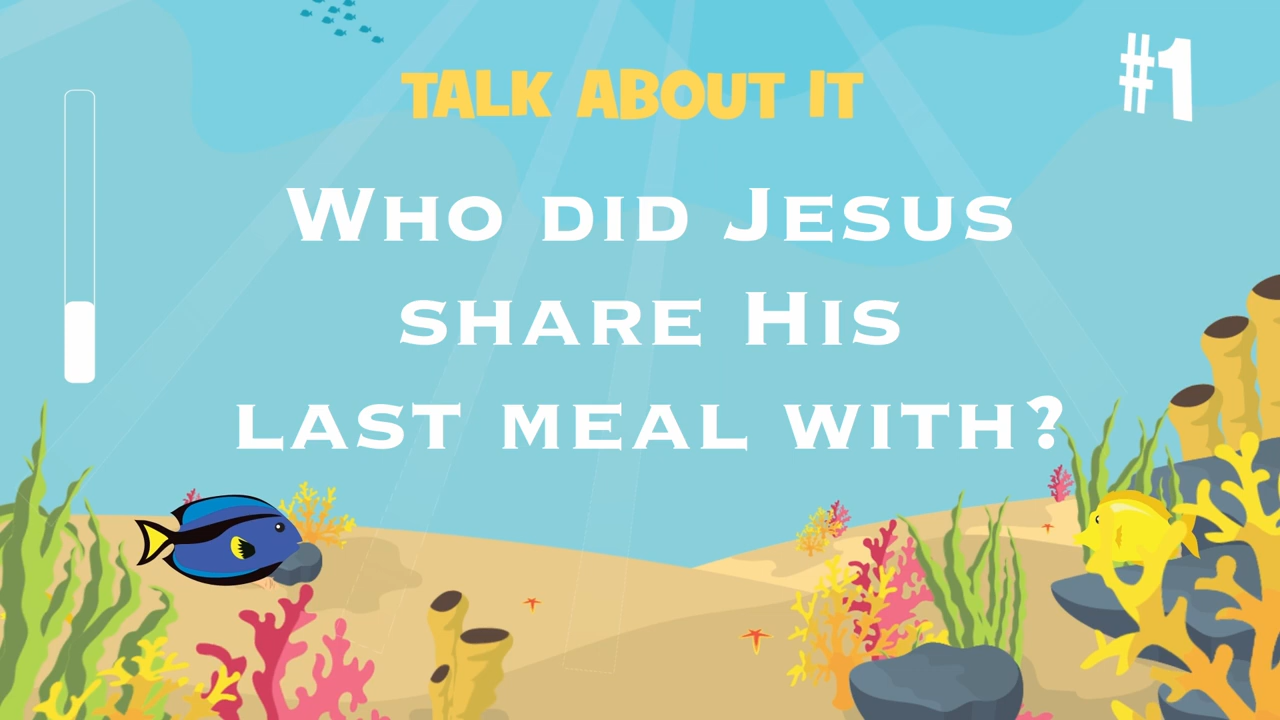 #1
TALK ABOUT IT
Who did Jesus
share His
last meal with?